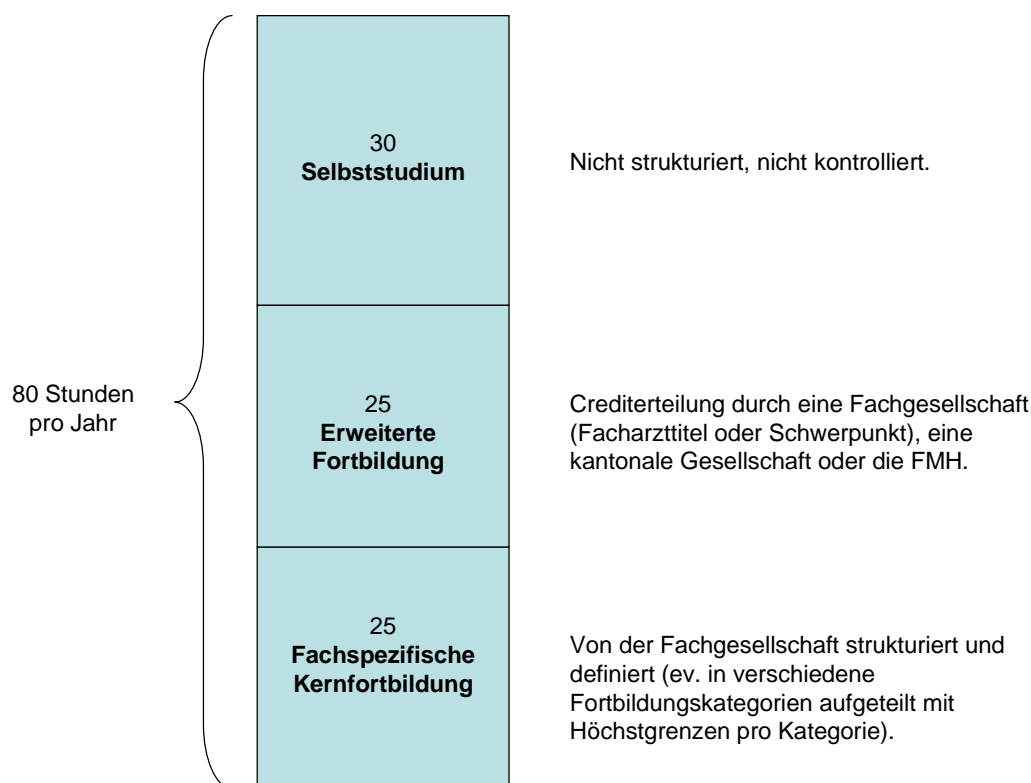 80 Stunden
pro Jahr
30
Selbststudium
Nicht strukturiert, nicht kontrolliert.
25
Erweiterte
Fortbildung
Crediterteilung durch eine Fachgesellschaft
(Facharzttitel oder Schwerpunkt), eine
kantonale Gesellschaft oder die FMH.
25
Fachspezifische
Kernfortbildung
Von der Fachgesellschaft strukturiert und
definiert (ev. in verschiedene
Fortbildungskategorien aufgeteilt mit
Höchstgrenzen pro Kategorie).